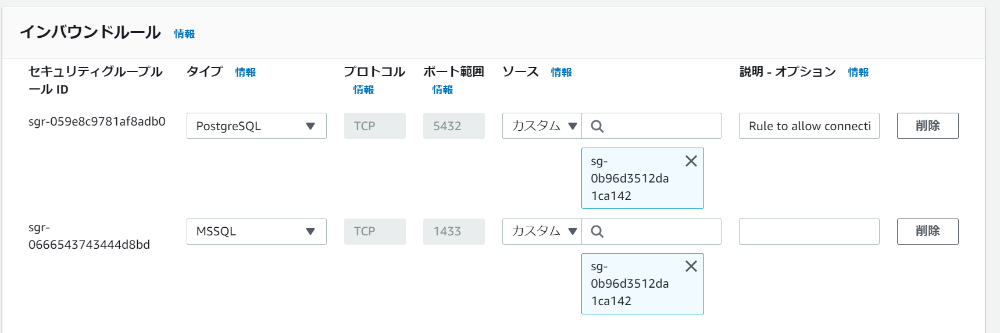 インバウンドルール 情報
セキュリティグループル
ール ID
タイプ 情報
プロトコル
情報
ポート範囲
情報
ソース 情報
説明 - オプション 情報
sgr-059e8c9781af8adb0
PostgreSQL
TCP
5432
カスタム
sg-
0b96d3512da
1ca142
Rule to allow connecti
削除
sgr-
0666543743444d8bd
MSSQL
TCP
1433
カスタム
sg-
0b96d3512da
1ca142
削除